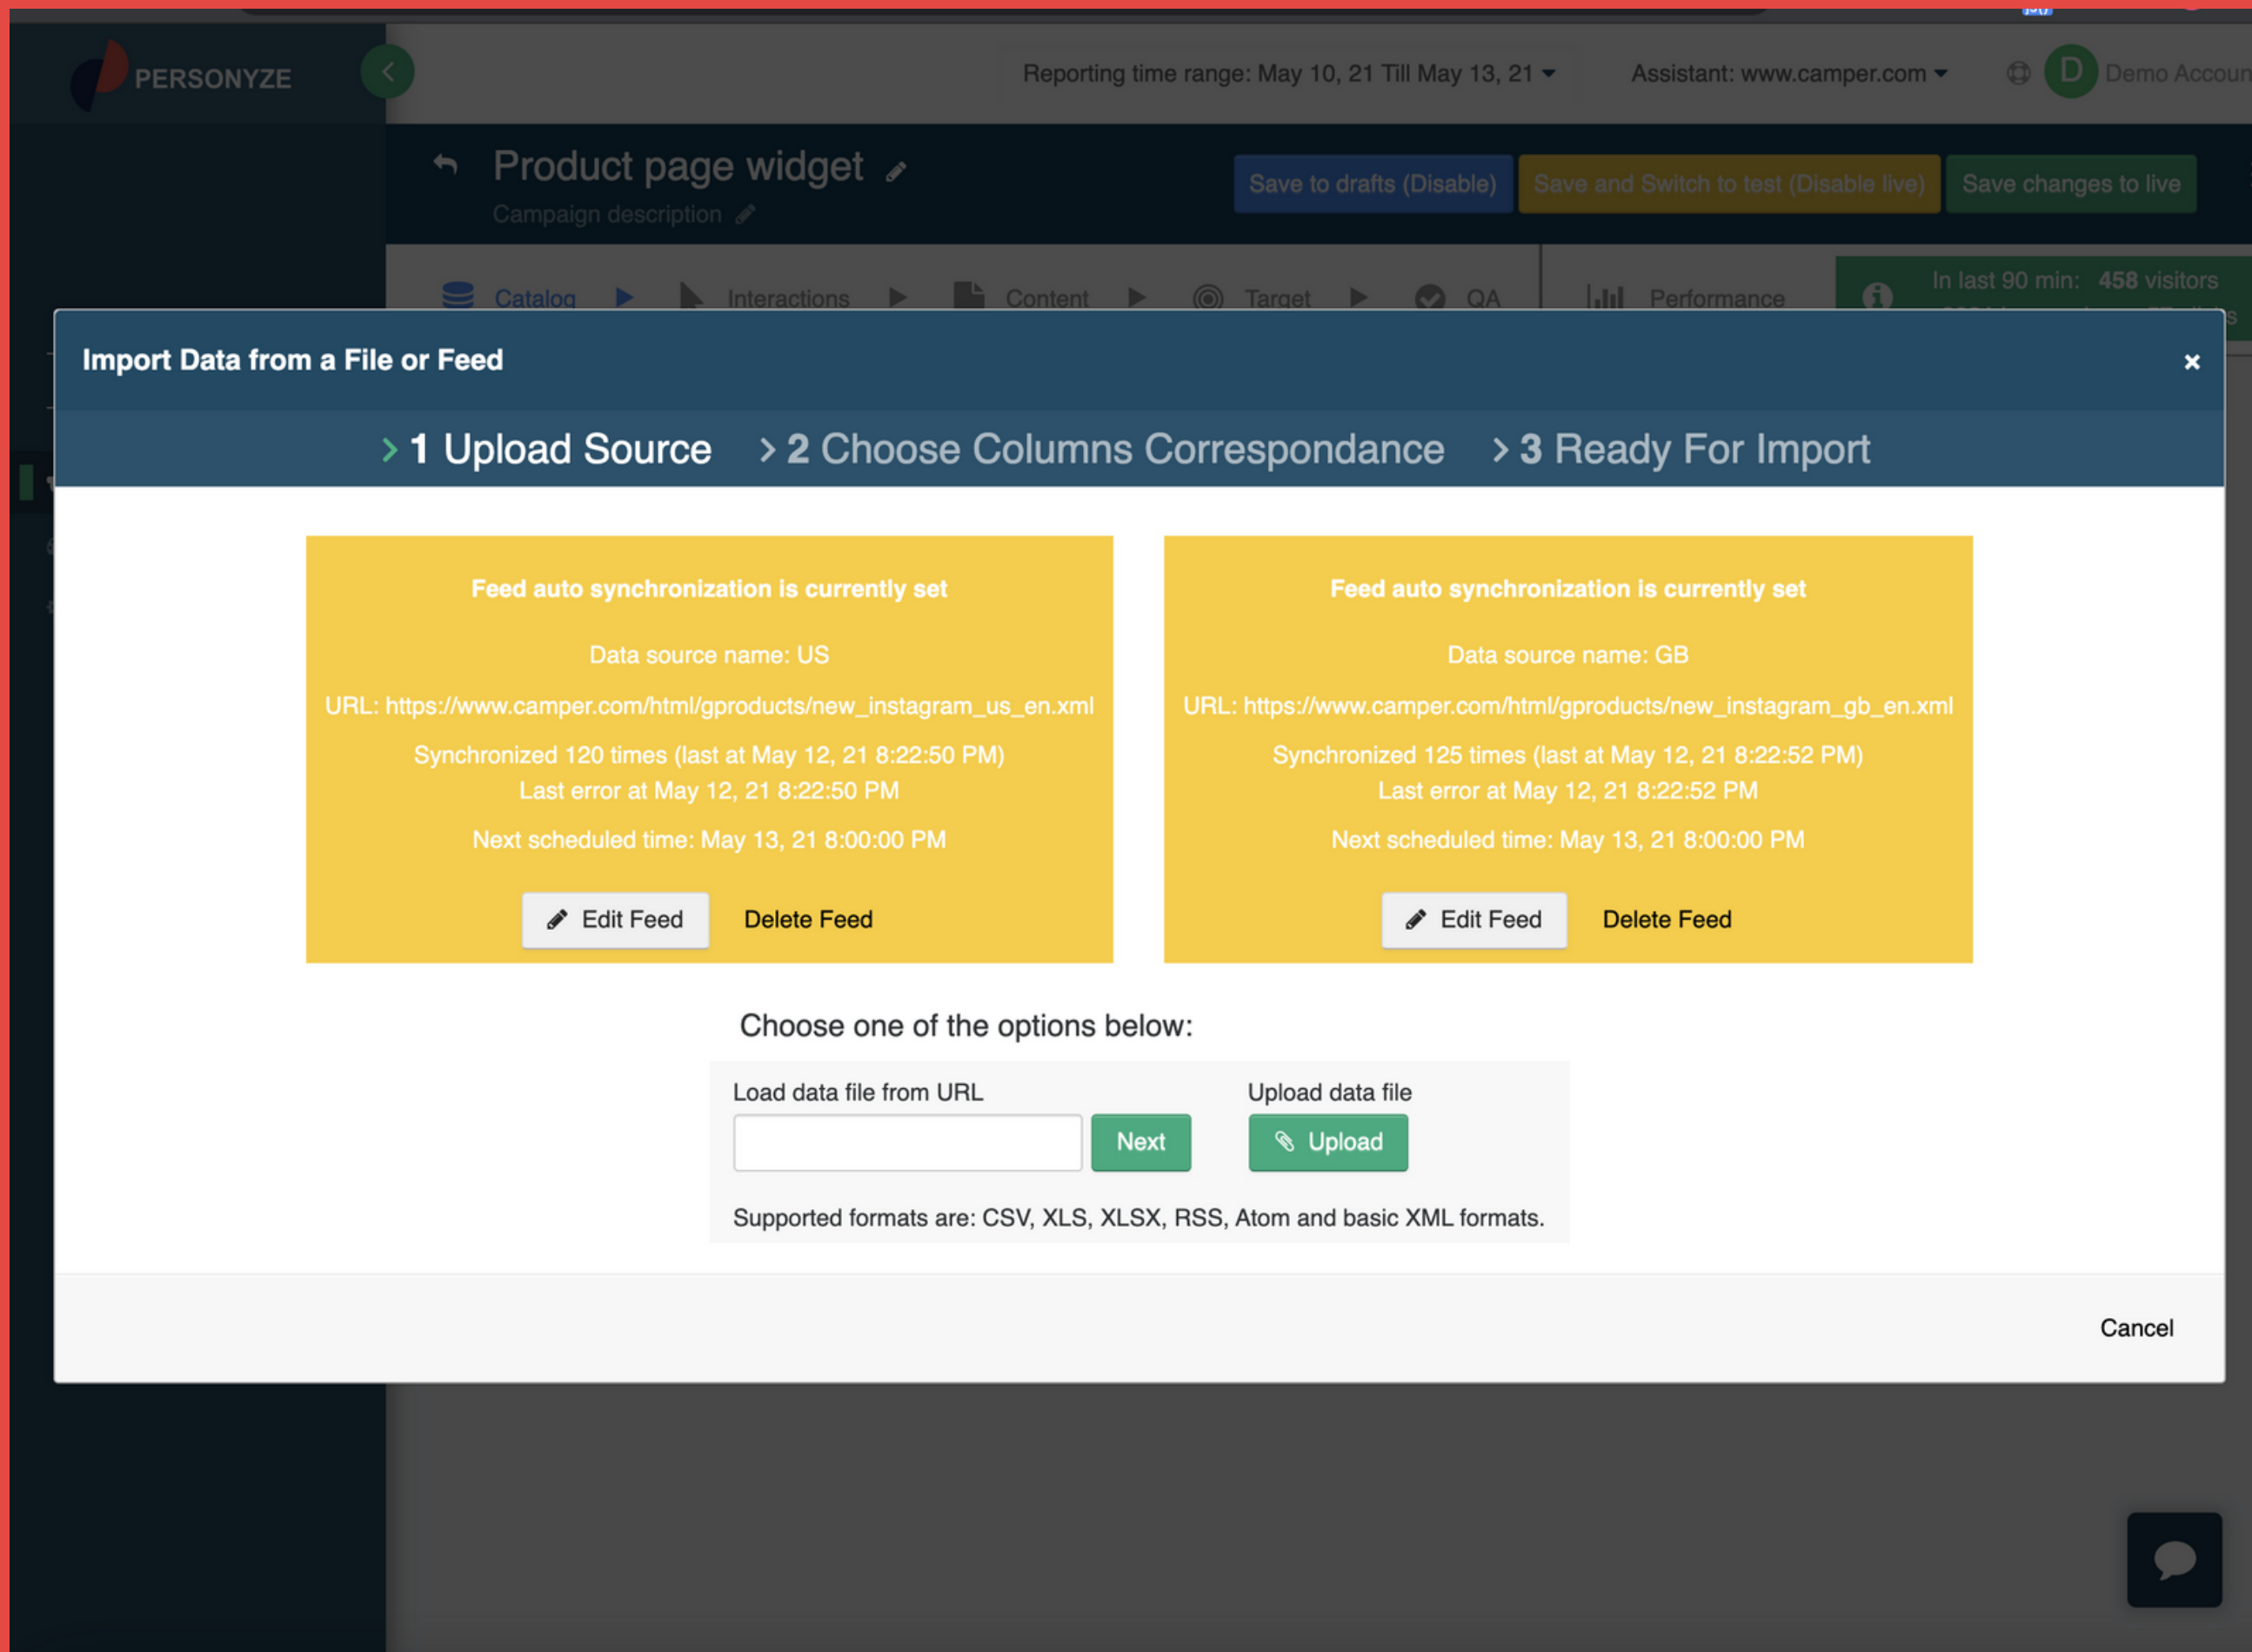 PERSONYZE
Reporting time range: May 10, 21 Till May 13, 21
Assistant: www.camper.com
D
Demo Accoun
Product page widget
Campaign description
Save to drafts (Disable)
Save and Switch to test (Disable live)
Save changes to live
Catalog
Interactions
Content
Target
QA
Performance
In last 90 min: 458 visitors
Import Data from a File or Feed
1 Upload Source
2 Choose Columns Correspondance
3 Ready For Import
Feed auto synchronization is currently set
Data source name: US
URL: https://www.camper.com/html/gproducts/new_instagram_us_en.xml
Synchronized 120 times (last at May 12, 21 8:22:50 PM)
Last error at May 12, 21 8:22:50 PM
Next scheduled time: May 13, 21 8:00:00 PM
Edit Feed
Delete Feed
Feed auto synchronization is currently set
Data source name: GB
URL: https://www.camper.com/html/gproducts/new_instagram_gb_en.xml
Synchronized 125 times (last at May 12, 21 8:22:52 PM)
Last error at May 12, 21 8:22:52 PM
Next scheduled time: May 13, 21 8:00:00 PM
Edit Feed
Delete Feed
Choose one of the options below:
Load data file from URL
Next
Upload data file
Upload
Supported formats are: CSV, XLS, XLSX, RSS, Atom and basic XML formats.
Cancel